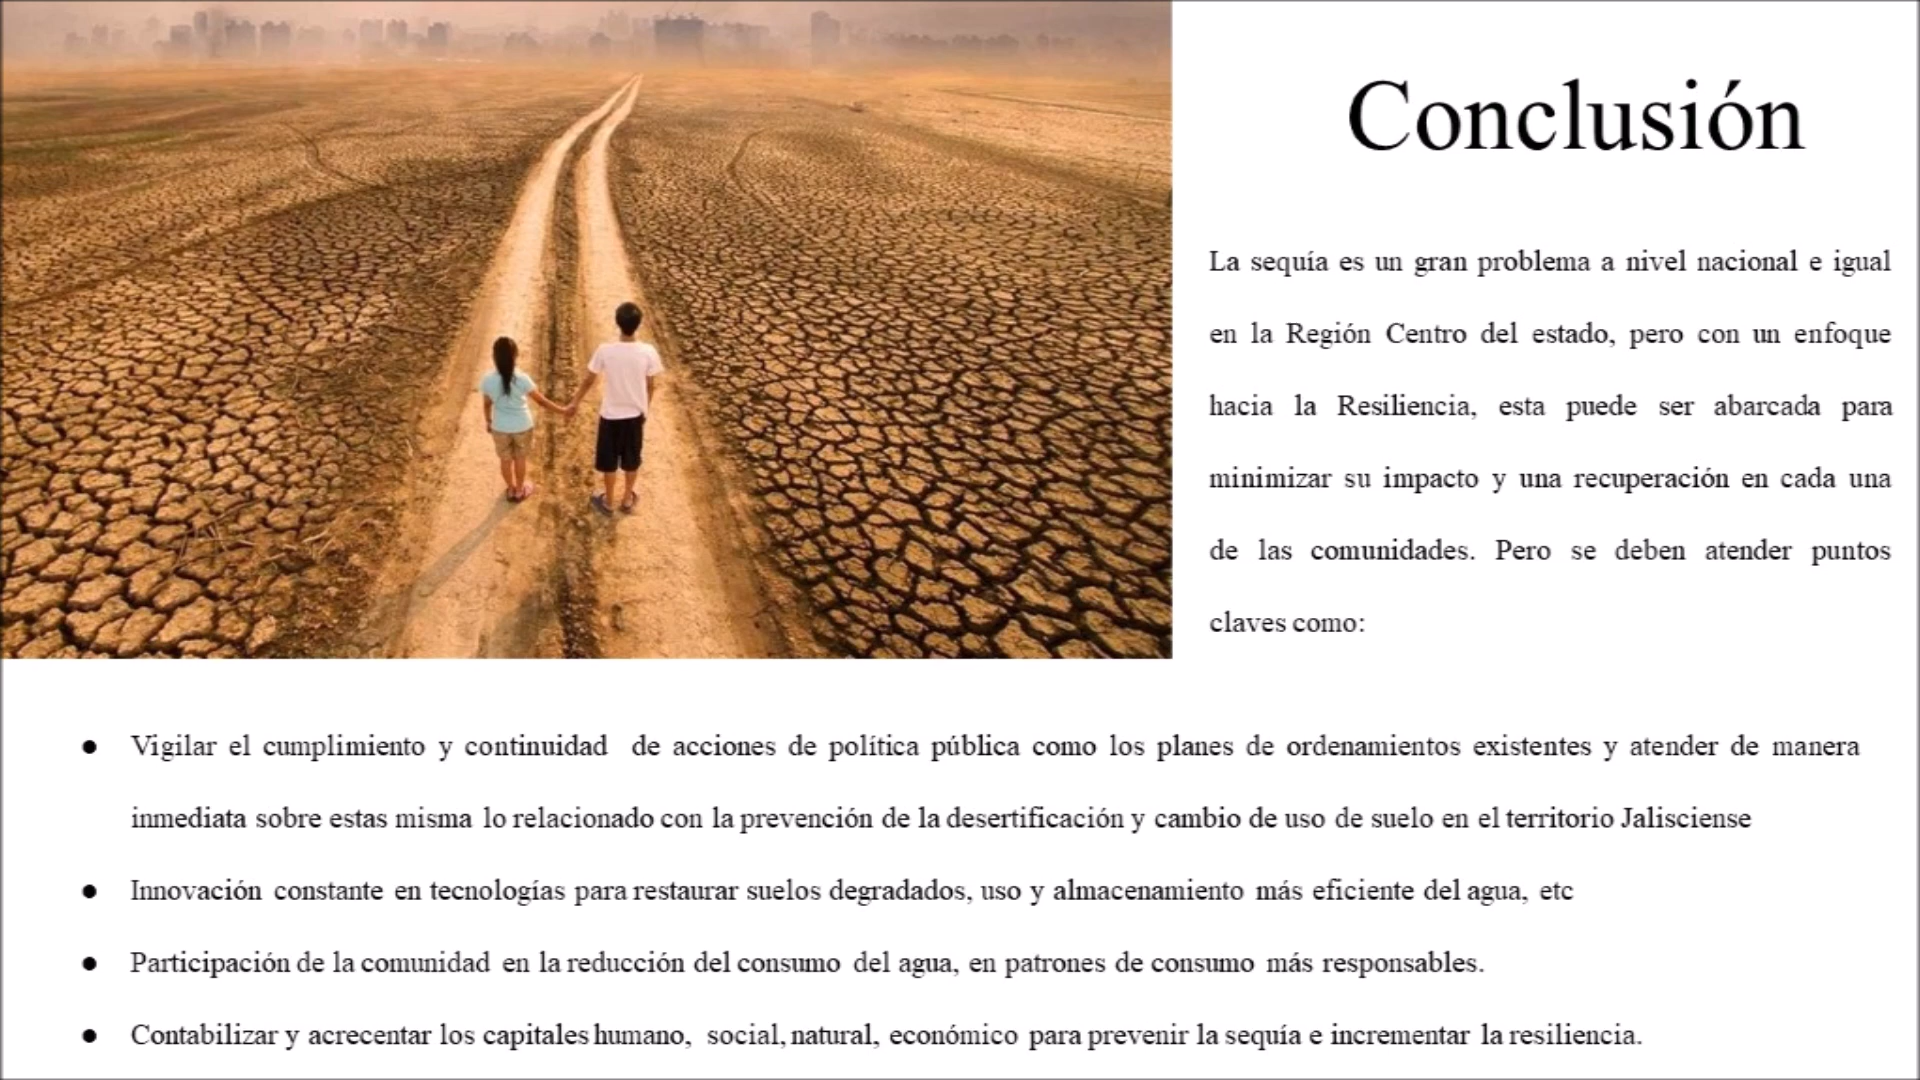 Conclusión
La sequía es un gran problema a nivel nacional e igual
en la Región Centro del estado, pero con un enfoque
hacia la Resiliencia, esta puede ser abarcada para
minimizar su impacto y una recuperación en cada una
de las comunidades. Pero se deben atender puntos
claves como:
● Vigilar el cumplimiento y continuidad de acciones de política pública como los planes de ordenamientos existentes y atender de manera
inmediata sobre estas misma lo relacionado con la prevención de la desertificación y cambio de uso de suelo en el territorio Jalisciense
● Innovación constante en tecnologías para restaurar suelos degradados, uso y almacenamiento más eficiente del agua, etc
● Participación de la comunidad en la reducción del consumo del agua, en patrones de consumo más responsables.
● Contabilizar y acrecentar los capitales humano, social, natural, económico para prevenir la sequía e incrementar la resiliencia.